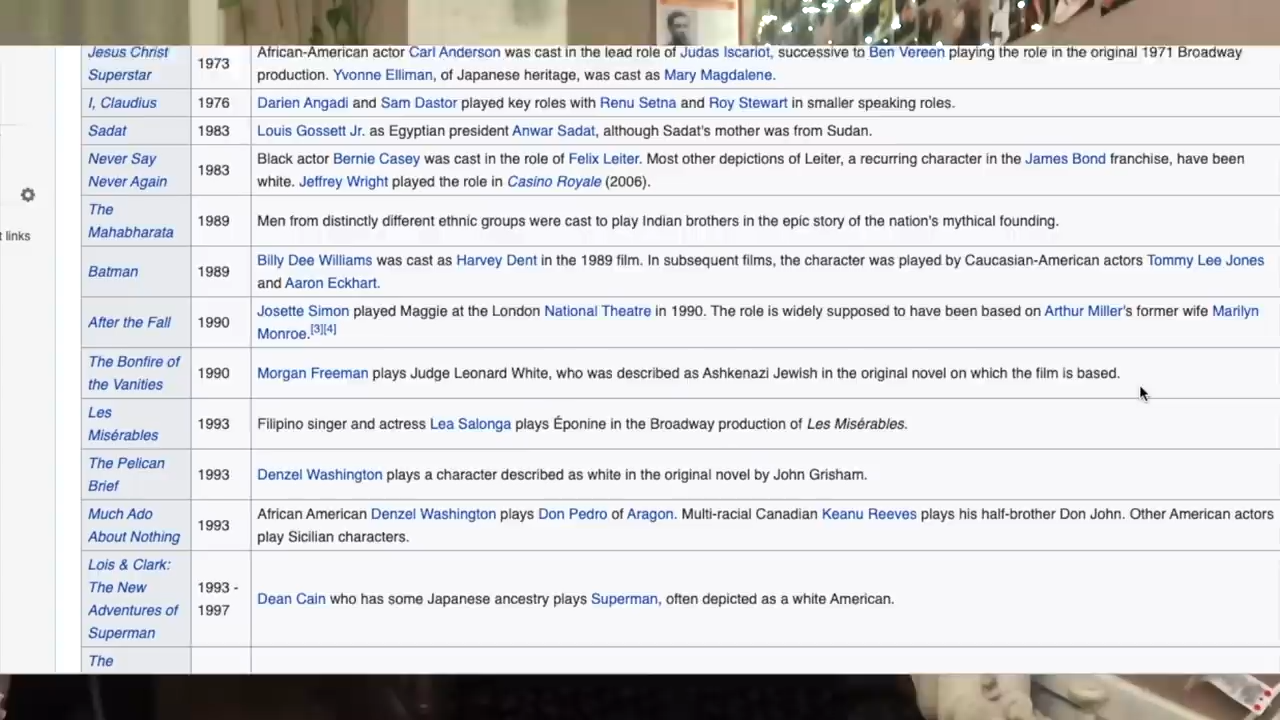 Jesus Christ
Superstar
1973
African-American actor Carl Anderson was cast in the lead role of Judas Iscariot, successive to Ben Vereen playing the role in the original 1971 Broadway
production. Yvonne Elliman, of Japanese heritage, was cast as Mary Magdalene.
I, Claudius
1976
Darien Angadi and Sam Dastor played key roles with Renu Setna and Roy Stewart in smaller speaking roles.
Sadat
1983
Louis Gossett Jr. as Egyptian president Anwar Sadat, although Sadat's mother was from Sudan.
Never Say
Never Again
1983
Black actor Bernie Casey was cast in the role of Felix Leiter. Most other depictions of Leiter, a recurring character in the James Bond franchise, have been
white. Jeffrey Wright played the role in Casino Royale (2006).
t links
The
Mahabharata
1989
Men from distinctly different ethnic groups were cast to play Indian brothers in the epic story of the nation's mythical founding.
Batman
1989
Billy Dee Williams was cast as Harvey Dent in the 1989 film. In subsequent films, the character was played by Caucasian-American actors Tommy Lee Jones
and Aaron Eckhart.
After the Fall
1990
Josette Simon played Maggie at the London National Theatre in 1990. The role is widely supposed to have been based on Arthur Miller's former wife Marilyn
Monroe.[3][4]
The Bonfire of
the Vanities
1990
Morgan Freeman plays Judge Leonard White, who was described as Ashkenazi Jewish in the original novel on which the film is based.
Les
Misérables
1993
Filipino singer and actress Lea Salonga plays Éponine in the Broadway production of Les Misérables.
The Pelican
Brief
1993
Denzel Washington plays a character described as white in the original novel by John Grisham.
Much Ado
About Nothing
1993
African American Denzel Washington plays Don Pedro of Aragon. Multi-racial Canadian Keanu Reeves plays his half-brother Don John. Other American actors
play Sicilian characters.
Lois & Clark:
The New
Adventures of
Superman
1993 -
1997
Dean Cain who has some Japanese ancestry plays Superman, often depicted as a white American.
The